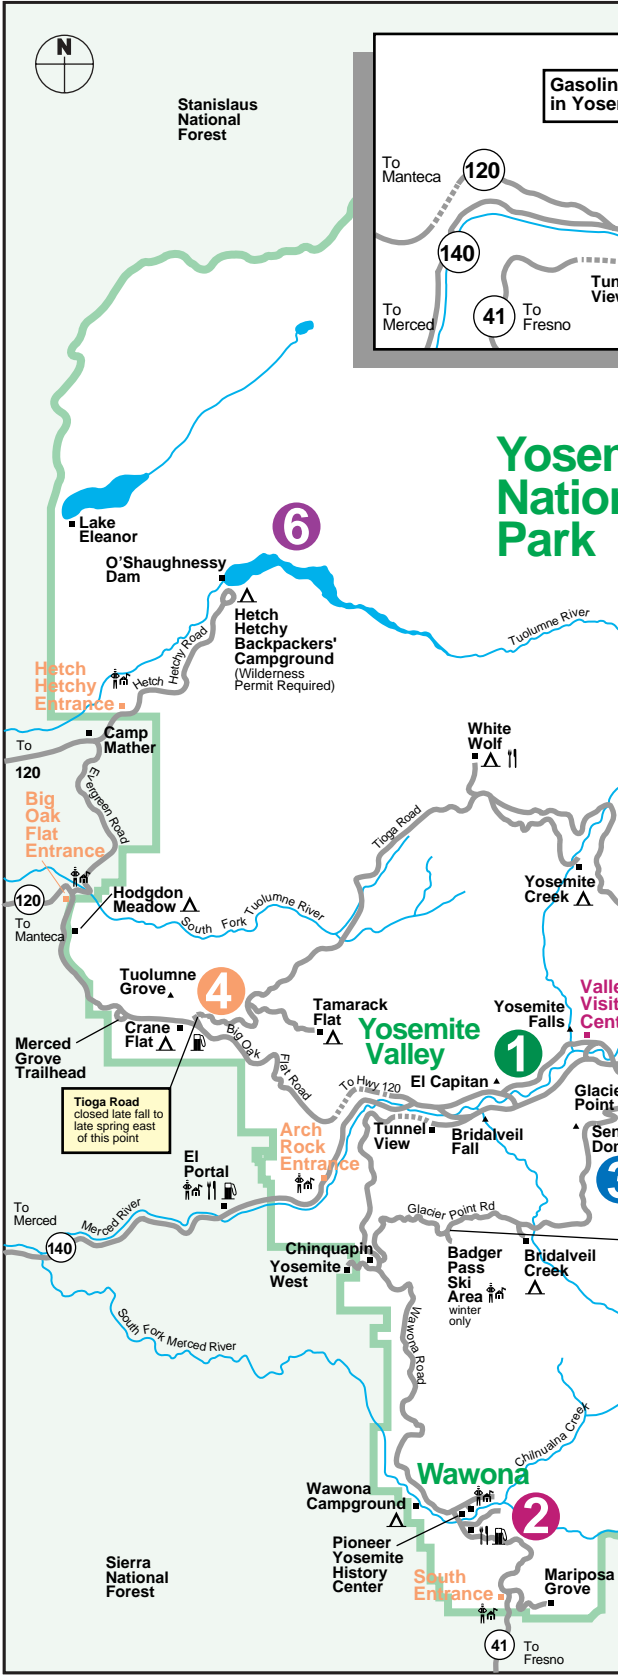 N
Stanislaus
National
Forest
Gasolin
in Yose
To
Manteca
120
140
Tun
View
To
Merced
41
To
Fresno
Yosem
Nation
Park
Lake
Eleanor
6
O'Shaughnessy
Dam
Hetch
Hetchy
Backpackers'
Campground
(Wilderness
Permit Required)
Tuolumne River
Hetch Hetchy Road
Hetch
Hetchy
Entrance
Camp
Mather
To
120
White
Wolf
Evergreen Road
Big
Oak
Flat
Entrance
Tioga Road
120
To
Manteca
Hodgdon
Meadow
South Fork Tuolumne River
Yosemite
Creek
Tuolumne
Grove
4
Tamarack
Flat
Yosemite
Valley
Yosemite
Falls
Valle
Visit
Cent
Merced
Grove
Trailhead
Crane
Flat
Big Oak Flat Road
1
To Hwy 120
El Capitan
Glacie
Point
Tioga Road
closed late fall to
late spring east
of this point
Arch
Rock
Entrance
Tunnel
View
Bridalveil
Fall
Sen
Dom
3
El
Portal
To
Merced
Merced River
140
Glacier Point Rd
Chinquapin
Yosemite
West
Badger
Pass
Ski
Area
winter
only
Bridalveil
Creek
South Fork Merced River
Wawona Road
Chilnualna Creek
Wawona
Wawona
Campground
2
Pioneer
Yosemite
History
Center
Sierra
National
Forest
South
Entrance
Mariposa
Grove
41
To
Fresno